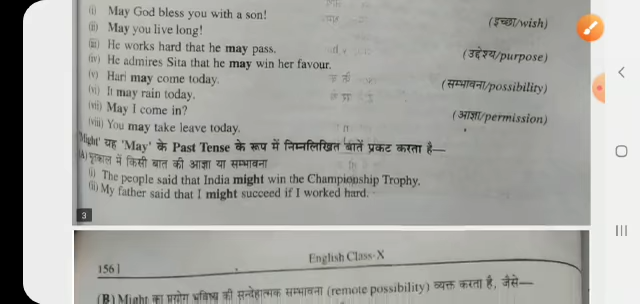 (i) May God bless you with a son! (इच्छा/wish)
(ii) May you live long!
(iii) He works hard that he may pass. (उद्देश्य/purpose)
(iv) He admires Sita that he may win her favour.
(v) Hari may come today. (सम्भावना/possibility)
(vi) It may rain today.
(vii) May I come in? (आज्ञा/permission)
(viii) You may take leave today.
'Might' यह 'May' के Past Tense के रूप में निम्नलिखित बातें प्रकट करता है—
(A) भूतकाल में किसी बात की आज्ञा या सम्भावना
(i) The people said that India might win the Championship Trophy.
(ii) My father said that I might succeed if I worked hard.
3
156] English Class-X
(B) Might का प्रयोग भविष्य की सन्देहात्मक सम्भावना (remote possibility) व्यक्त करता है, जैसे—